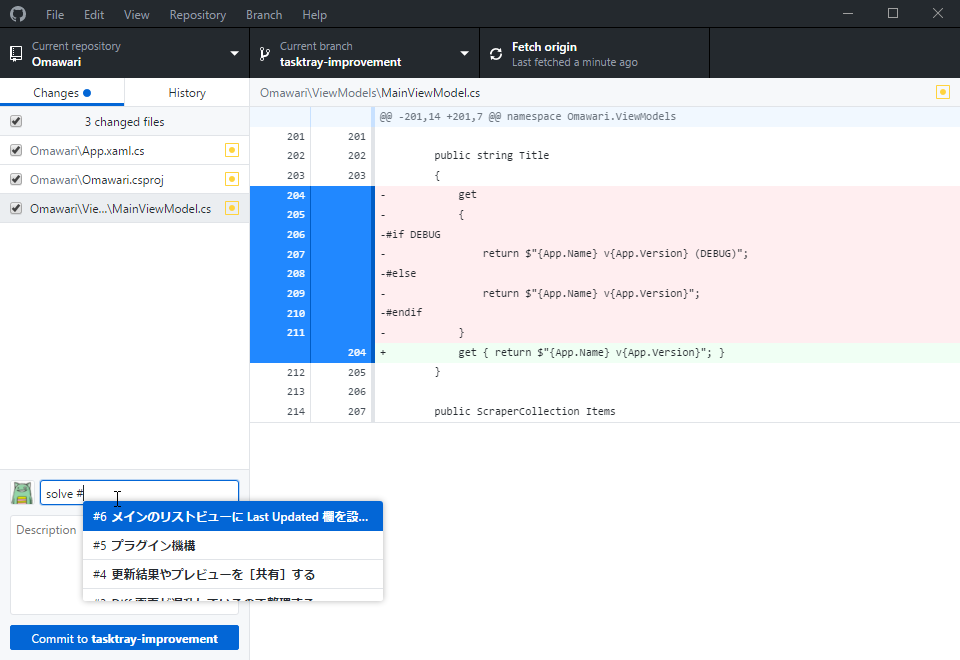 File Edit View Repository Branch Help
Current repository
Omawari
Current branch
tasktray-improvement
Fetch origin
Last fetched a minute ago
Changes
History
3 changed files
Omawari\App.xaml.cs
Omawari\Omawari.csproj
Omawari\Vie...\MainViewModel.cs
Omawari\ViewModels\MainViewModel.cs
@@ -201,14 +201,7 @@ namespace Omawari.ViewModels
201 201
202 202 public string Title
203 203 {
204 - get
205 - {
206 -#if DEBUG
207 - return $"{App.Name} v{App.Version} (DEBUG)";
208 -#else
209 - return $"{App.Name} v{App.Version}";
210 -#endif
211 - }
204 + get { return $"{App.Name} v{App.Version}"; }
212 205 }
213 206
214 207 public ScraperCollection Items
solve #
Description
#6 メインのリストビューに Last Updated 欄を設...
#5 プラグイン機構
#4 更新結果やプレビューを［共有］する
Commit to tasktray-improvement